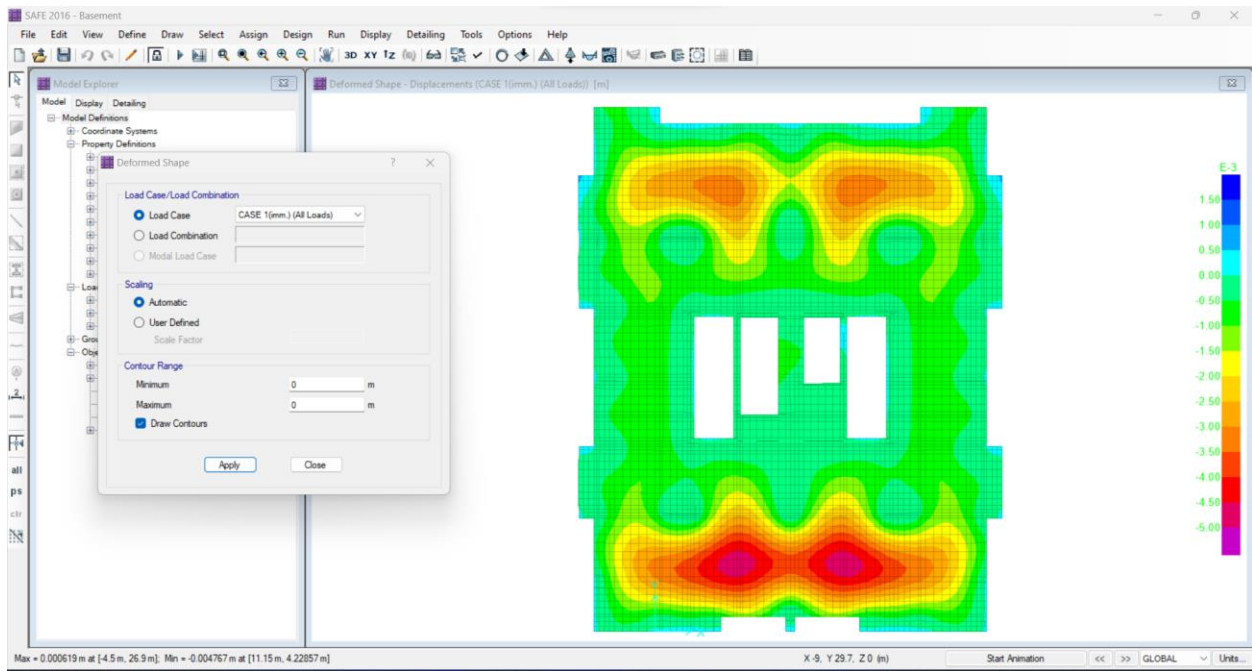 SAFE 2016 - Basement
File Edit View Define Draw Select Assign Design Run Display Detailing Tools Options Help
3D XY
Model Explorer
Model Display Detailing
Model Definitions
Coordinate Systems
Property Definitions
Deformed Shape - Displacements (CASE 1(imm.) (All Loads)) [m]
Deformed Shape ?
Load Case/Load Combination
Load Case CASE 1(imm.) (All Loads)
Load Combination
Modal Load Case
Scaling
Automatic
User Defined
Scale Factor
Contour Range
Minimum 0 m
Maximum 0 m
Draw Contours
Apply Close
all
ps
clr
E-3
1.50
1.00
0.50
0.00
-0.50
-1.00
-1.50
-2.00
-2.50
-3.00
-3.50
-4.00
-4.50
-5.00
Max = 0.000619 m at [-4.5 m, 26.9 m]; Min = -0.004767 m at [11.15 m, 4.22857 m]
X -9, Y 29.7, Z 0 (m)
Start Animation << >> GLOBAL Units...